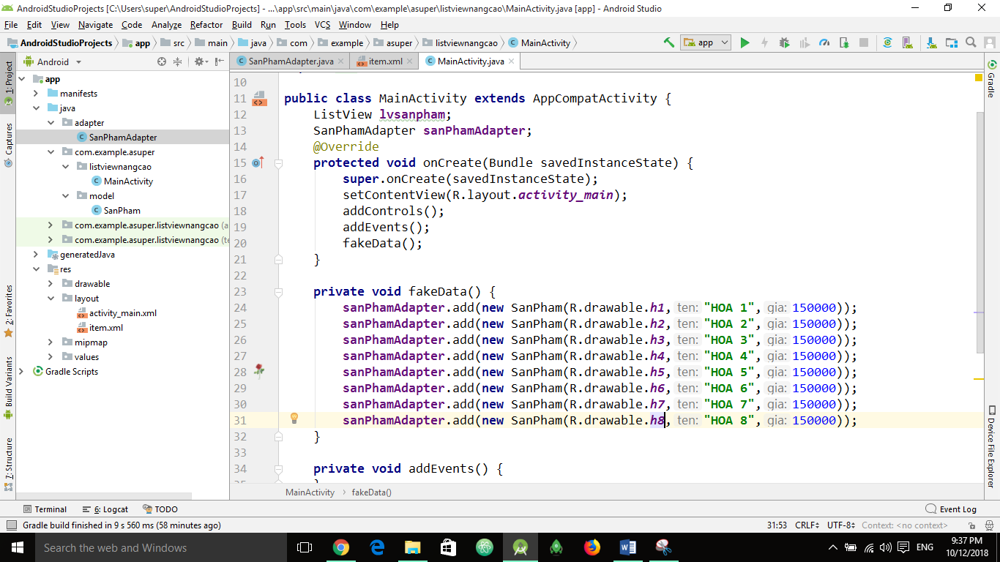 AndroidStudioProjects [C:\Users\super\AndroidStudioProjects] - ...\app\src\main\java\com\example\asuper\listviewnangcao\MainActivity.java [app] - Android Studio
File Edit View Navigate Code Analyze Refactor Build Run Tools VCS Window Help
AndroidStudioProjects app src main java com example asuper listviewnangcao MainActivity app
Android
SanPhamAdapter.java item.xml MainActivity.java
1: Project
Captures
2: Favorites
Build Variants
7: Structure
app
manifests
java
adapter
SanPhamAdapter
com.example.asuper
listviewnangcao
MainActivity
model
SanPham
com.example.asuper.listviewnangcao (a
com.example.asuper.listviewnangcao (te
generatedJava
res
drawable
layout
activity_main.xml
item.xml
mipmap
values
Gradle Scripts
10
11 public class MainActivity extends AppCompatActivity {
12 ListView lvsanpham;
13 SanPhamAdapter sanPhamAdapter;
14 @Override
15 protected void onCreate(Bundle savedInstanceState) {
16 super.onCreate(savedInstanceState);
17 setContentView(R.layout.activity_main);
18 addControls();
19 addEvents();
20 fakeData();
21 }
22
23 private void fakeData() {
24 sanPhamAdapter.add(new SanPham(R.drawable.h1, ten: "HOA 1", gia: 150000));
25 sanPhamAdapter.add(new SanPham(R.drawable.h2, ten: "HOA 2", gia: 150000));
26 sanPhamAdapter.add(new SanPham(R.drawable.h3, ten: "HOA 3", gia: 150000));
27 sanPhamAdapter.add(new SanPham(R.drawable.h4, ten: "HOA 4", gia: 150000));
28 sanPhamAdapter.add(new SanPham(R.drawable.h5, ten: "HOA 5", gia: 150000));
29 sanPhamAdapter.add(new SanPham(R.drawable.h6, ten: "HOA 6", gia: 150000));
30 sanPhamAdapter.add(new SanPham(R.drawable.h7, ten: "HOA 7", gia: 150000));
31 sanPhamAdapter.add(new SanPham(R.drawable.h8, ten: "HOA 8", gia: 150000));
32 }
33
34 private void addEvents() {
MainActivity fakeData()
Gradle
Device File Explorer
Terminal 6: Logcat TODO Event Log
Gradle build finished in 9 s 560 ms (58 minutes ago) 31:53 CRLF UTF-8 Context: <no context>
Search the web and Windows
ENG
9:37 PM
10/12/2018